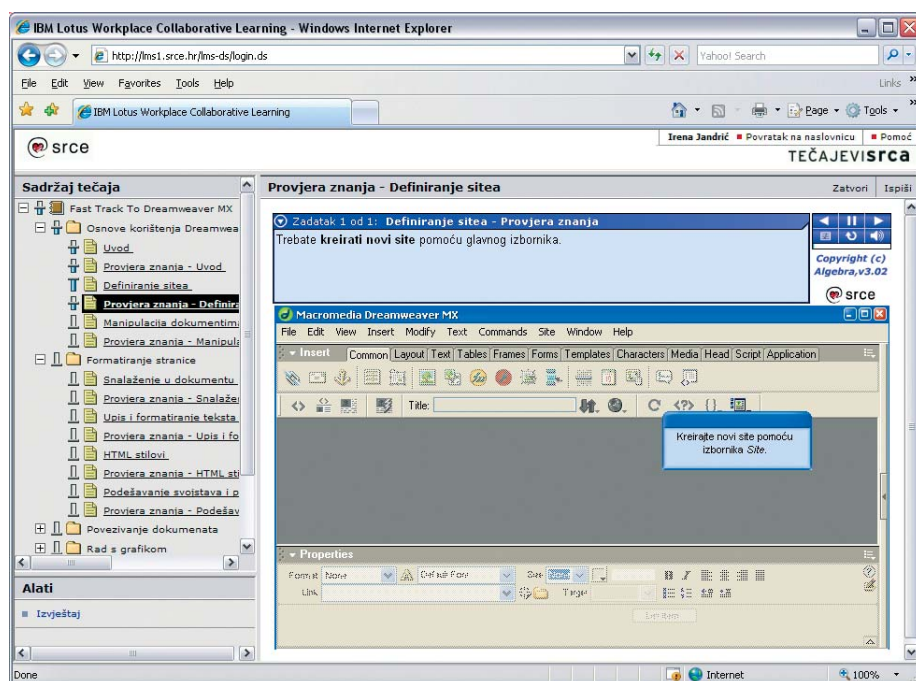 IBM Lotus Workplace Collaborative Learning - Windows Internet Explorer
http://lms1.srce.hr/lms-ds/login.ds
Yahoo! Search
File Edit View Favorites Tools Help
Links »
IBM Lotus Workplace Collaborative Learning
Page Tools »
srce
Irena Jandrić Povratak na naslovnicu Pomoć
TEČAJEVIsrca
Sadržaj tečaja
Provjera znanja - Definiranje sitea
Zatvori Ispiši
Fast Track To Dreamweaver MX
Osnove korištenja Dreamwea
Uvod
Provjera znanja - Uvod
Definiranje sitea
Provjera znanja - Definira
Manipulacija dokumentim
Provjera znanja - Manipula
Formatiranje stranice
Snalaženje u dokumentu
Provjera znanja - Snalaže
Upis i formatiranje teksta
Provjera znanja - Upis i fo
HTML stilovi
Provjera znanja - HTML sti
Podešavanje svojstava i p
Provjera znanja - Podešav
Povezivanje dokumenata
Rad s grafikom
Alati
Izvještaj
Zadatak 1 od 1: Definiranje sitea - Provjera znanja
Trebate kreirati novi site pomoću glavnog izbornika.
Copyright (c)
Algebra,v3.02
srce
Macromedia Dreamweaver MX
File Edit View Insert Modify Text Commands Site Window Help
Insert Common Layout Text Tables Frames Forms Templates Characters Media Head Script Application
Title:
Kreirajte novi site pomoću
izbornika Site.
Properties
Format None Default Font Size None
Link Target
Done
Internet
100%